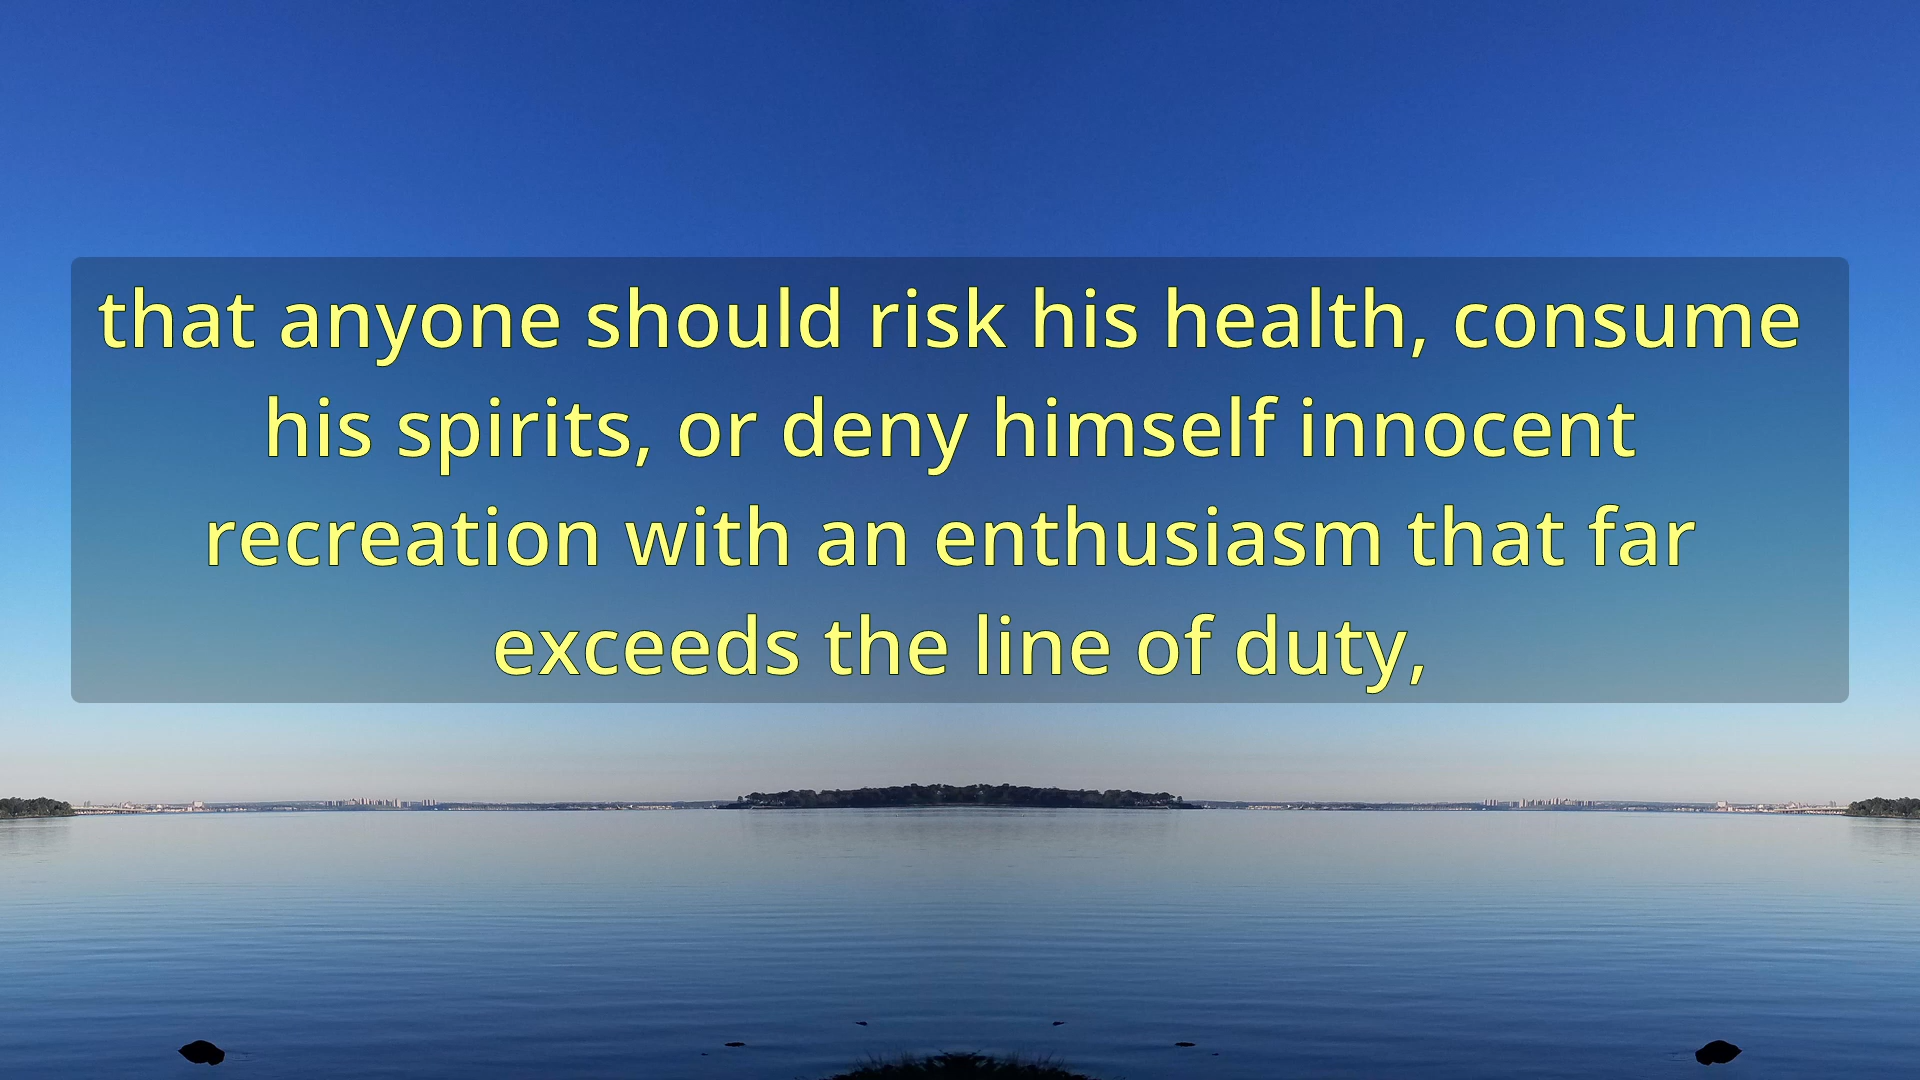 that anyone should risk his health, consume
his spirits, or deny himself innocent
recreation with an enthusiasm that far
exceeds the line of duty,